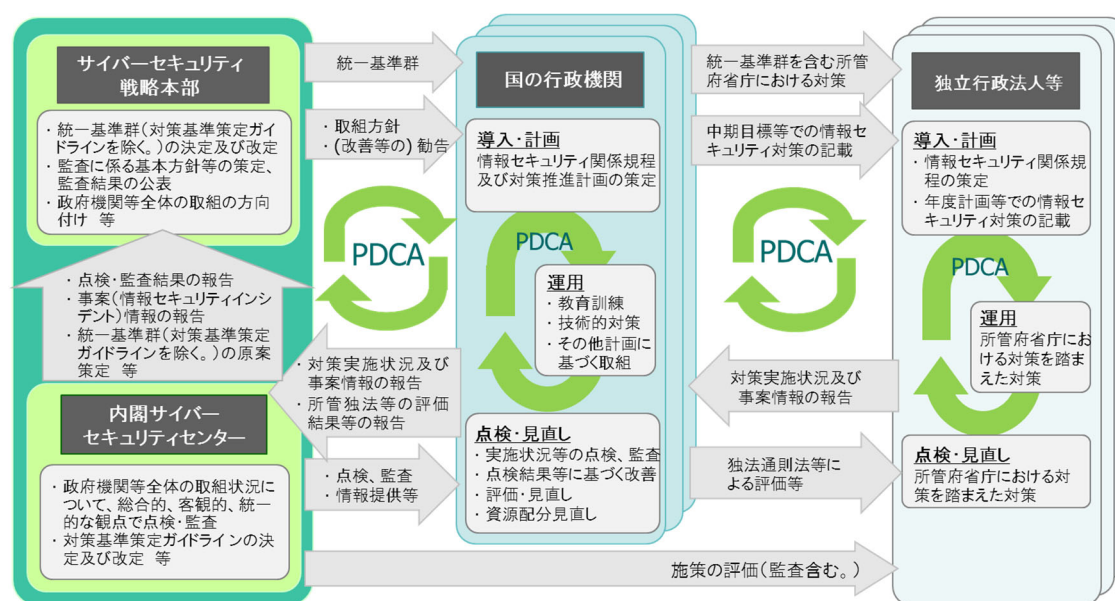 サイバーセキュリティ
戦略本部
・統一基準群(対策基準策定ガイ
ドラインを除く。)の決定及び改定
・監査に係る基本方針等の策定、
監査結果の公表
・政府機関等全体の取組の方向
付け 等
・点検・監査結果の報告
・事案(情報セキュリティインシ
デント)情報の報告
・統一基準群(対策基準策定
ガイドラインを除く。)の原案
策定 等
内閣サイバー
セキュリティセンター
・政府機関等全体の取組状況に
ついて、総合的、客観的、統一
的な観点で点検・監査
・対策基準策定ガイドラインの決
定及び改定 等
統一基準群
・取組方針
・(改善等の) 勧告
PDCA
・対策実施状況及び
事案情報の報告
・所管独法等の評価
結果等の報告
・点検、監査
・情報提供等
国の行政機関
導入・計画
情報セキュリティ関係規程
及び対策推進計画の策定
PDCA
運用
・教育訓練
・技術的対策
・その他計画に
基づく取組
点検・見直し
・実施状況等の点検、監査
・点検結果等に基づく改善
・評価・見直し
・資源配分見直し
統一基準群を含む所管
府省庁における対策
中期目標等での情報セ
キュリティ対策の記載
PDCA
対策実施状況及び
事案情報の報告
独法通則法等に
よる評価等
施策の評価(監査含む。)
独立行政法人等
導入・計画
・情報セキュリティ関係規
程の策定
・年度計画等での情報セ
キュリティ対策の記載
PDCA
運用
所管府省庁にお
ける対策を踏ま
えた対策
点検・見直し
所管府省庁における対
策を踏まえた対策